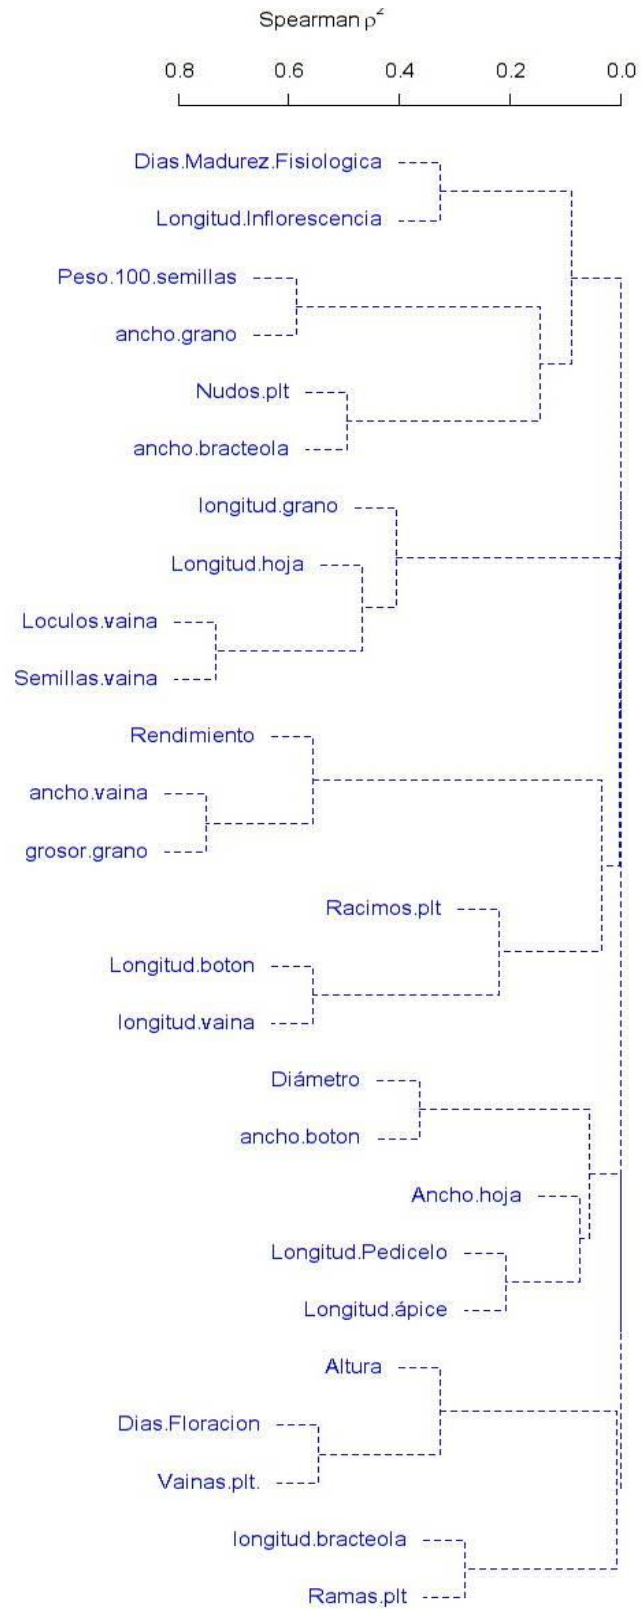 Spearman ρ²
0.8 0.6 0.4 0.2 0.0
Dias.Madurez.Fisiologica
Longitud.Inflorescencia
Peso.100.semillas
ancho.grano
Nudos.plt
ancho.bracteola
longitud.grano
Longitud.hoja
Loculos.vaina
Semillas.vaina
Rendimiento
ancho.vaina
grosor.grano
Racimos.plt
Longitud.boton
longitud.vaina
Diámetro
ancho.boton
Ancho.hoja
Longitud.Pedicelo
Longitud.ápice
Altura
Dias.Floracion
Vainas.plt.
longitud.bracteola
Ramas.plt